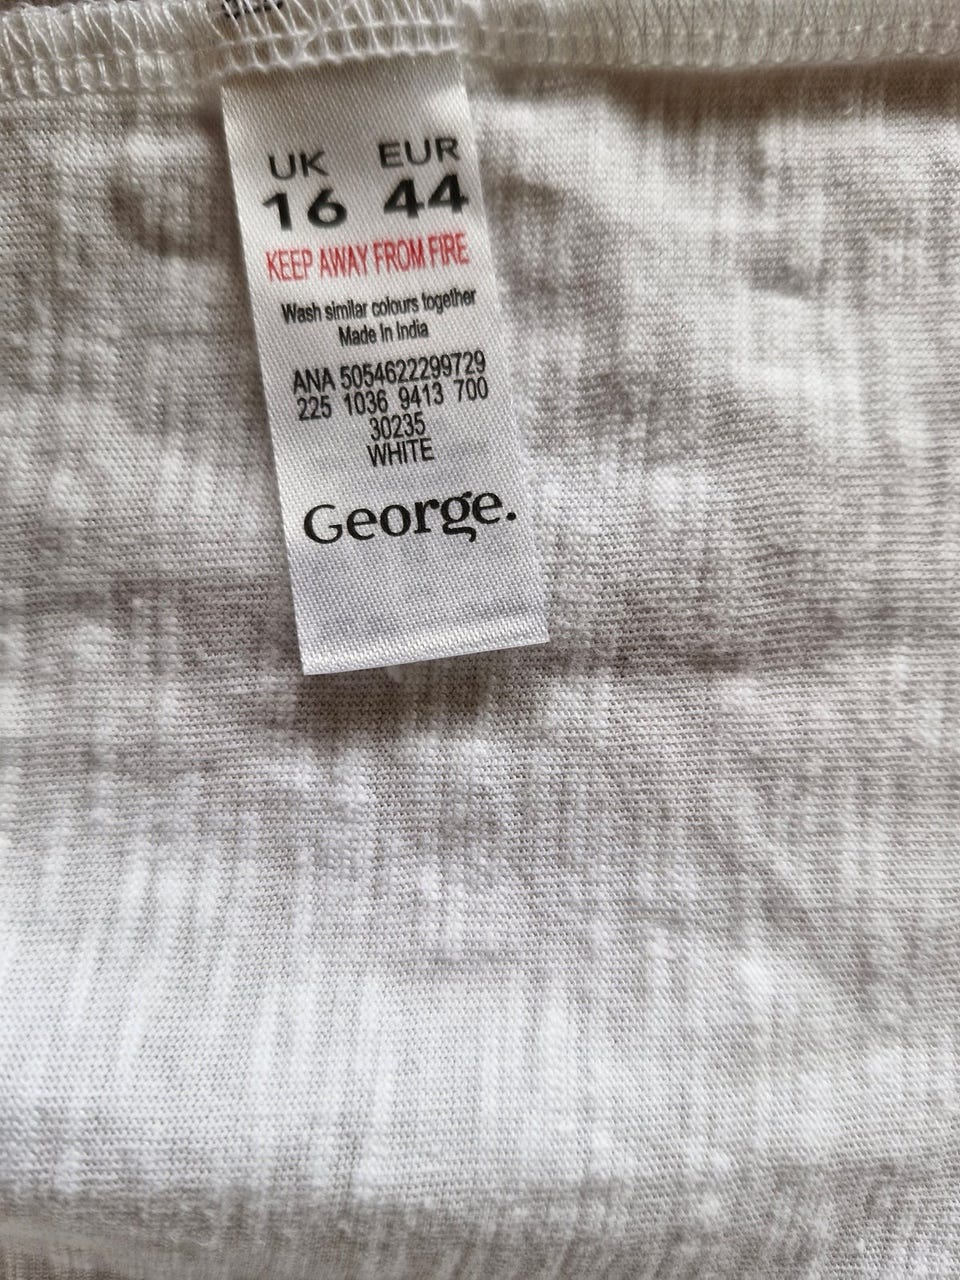 UK EUR
16 44
KEEP AWAY FROM FIRE
Wash similar colours together
Made In India
ANA 5054622299729
225 1036 9413 700
30235
WHITE
George.